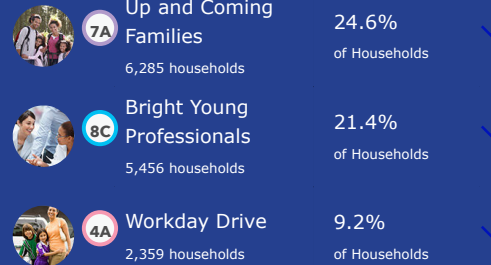 Up and Coming
7A
Families
24.6%
of Households
6,285 households
Bright Young
8C
Professionals
21.4%
of Households
5,456 households
4A
Workday Drive
9.2%
2,359 households
of Households